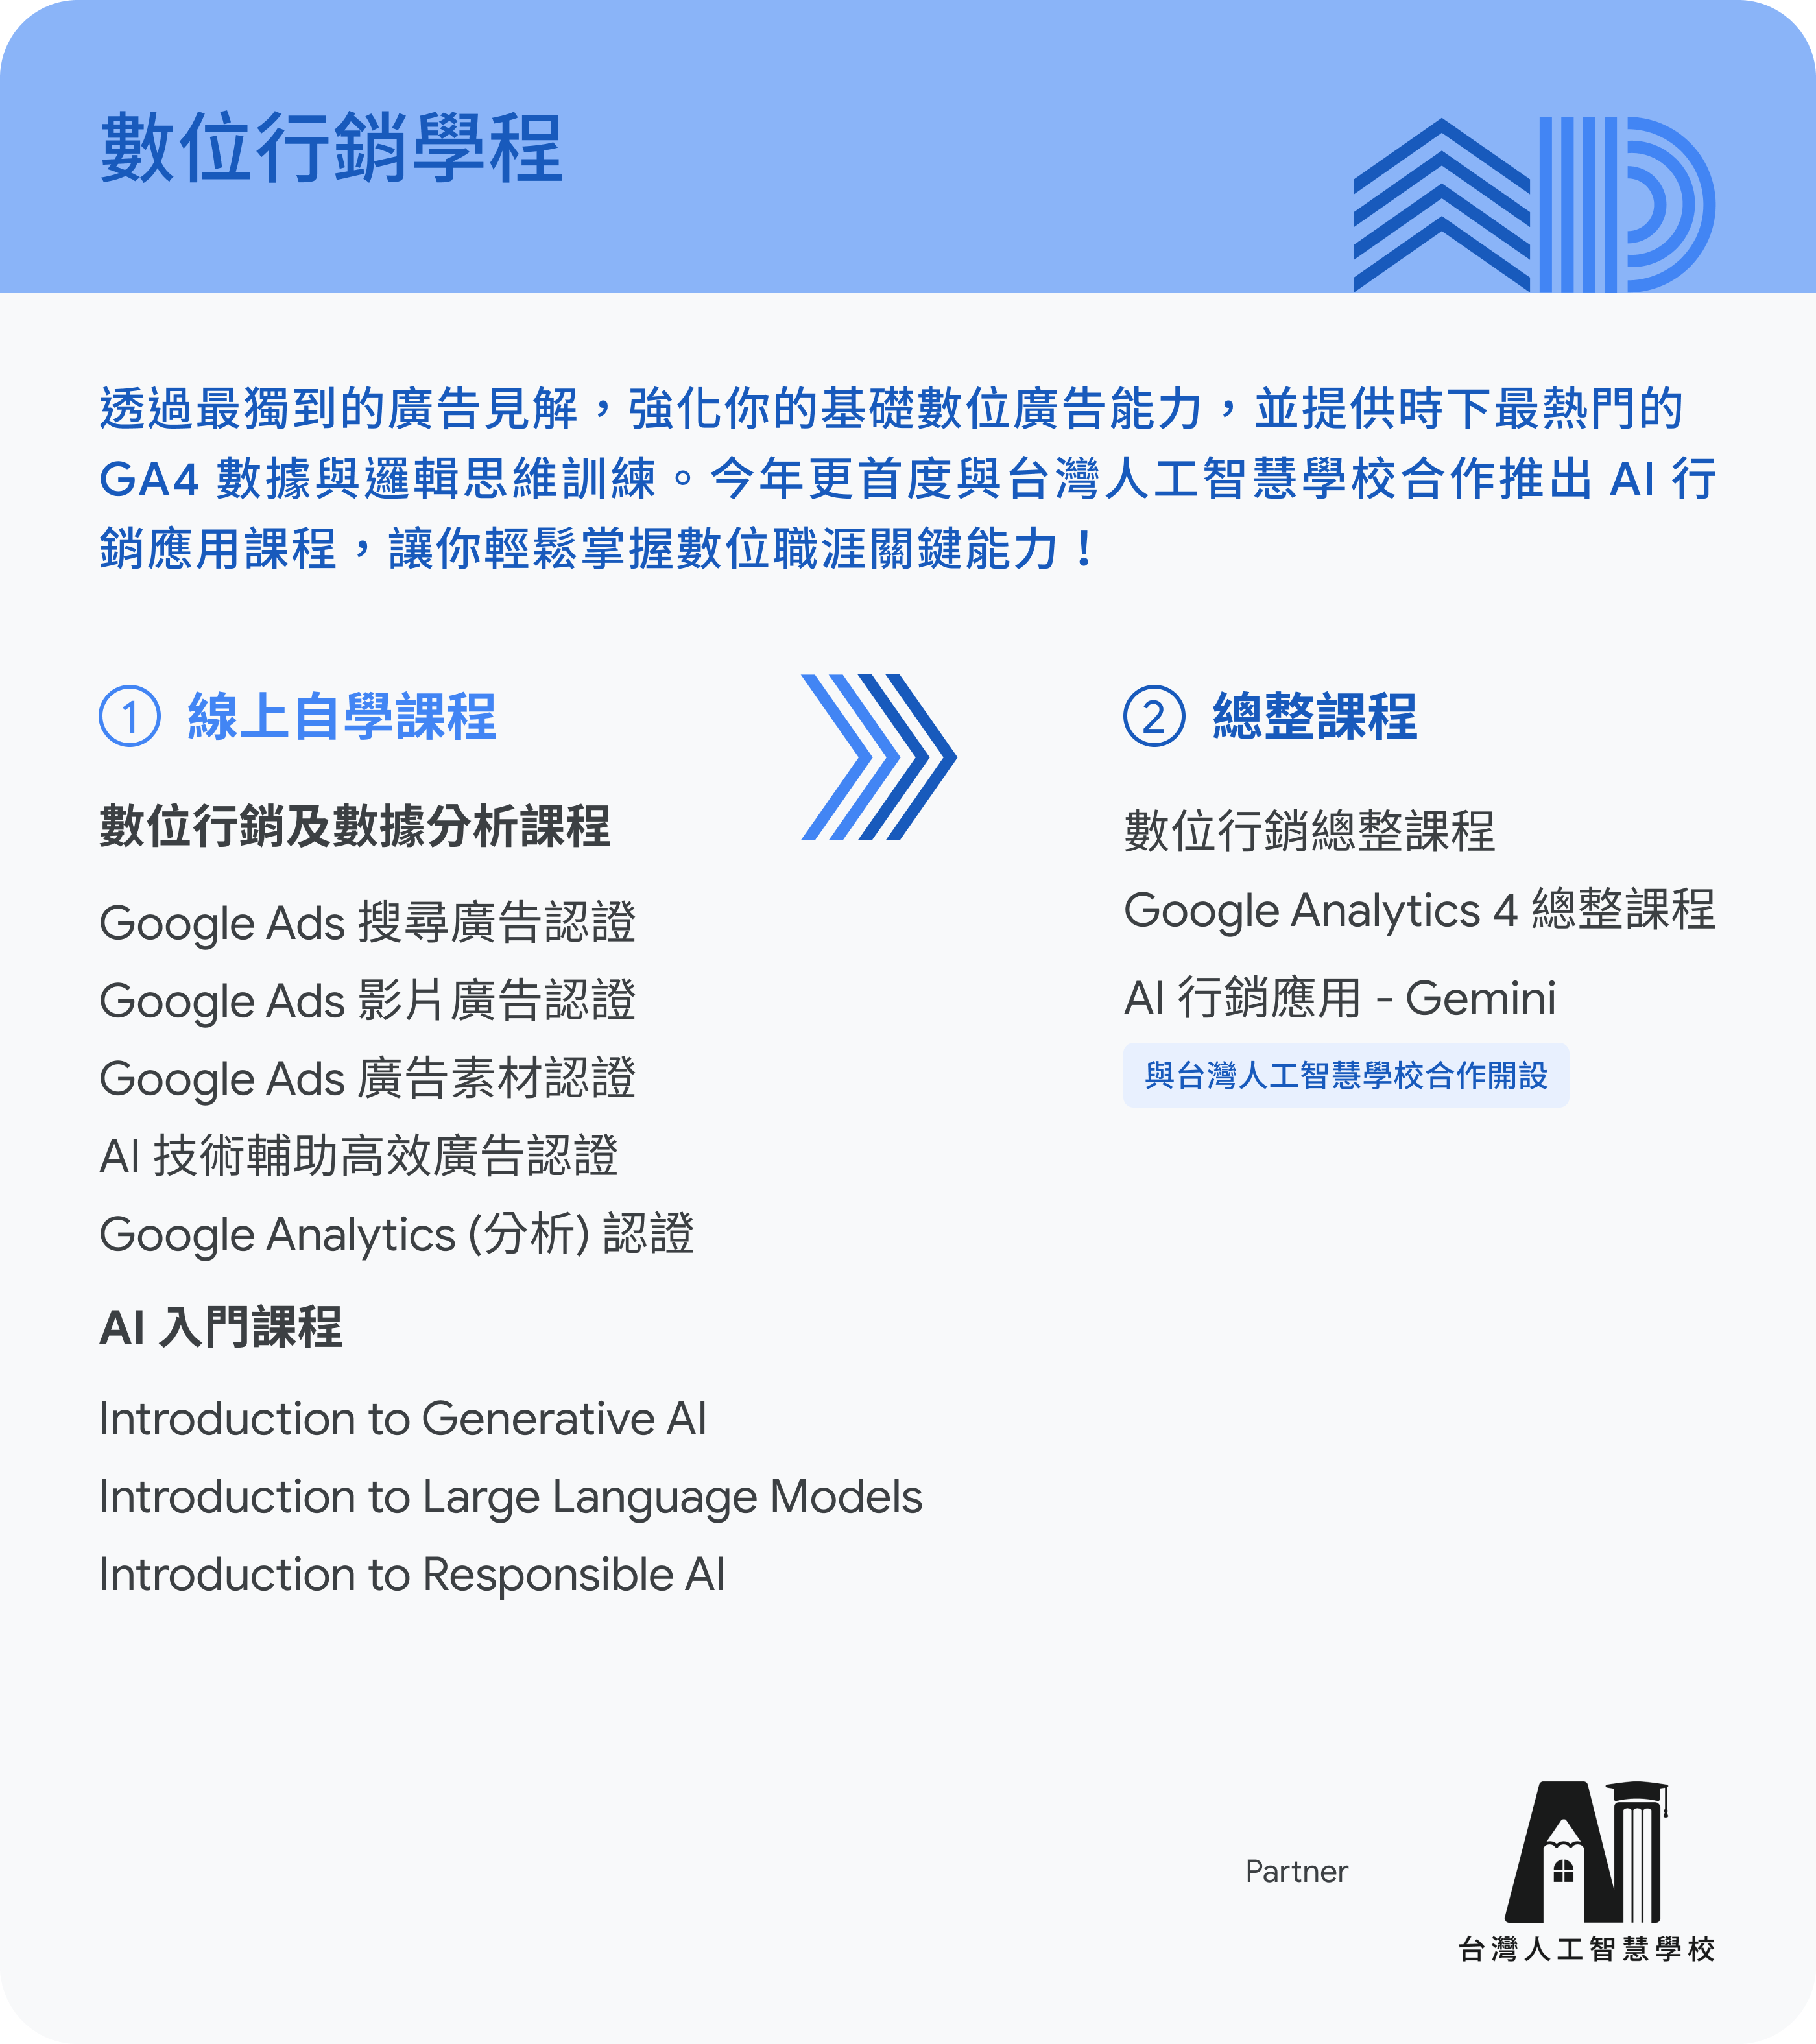 數位行銷學程
透過最獨到的廣告見解，強化你的基礎數位廣告能力，並提供時下最熱門的
GA4 數據與邏輯思維訓練。今年更首度與台灣人工智慧學校合作推出 AI 行
銷應用課程，讓你輕鬆掌握數位職涯關鍵能力！
1 線上自學課程
數位行銷及數據分析課程
Google Ads 搜尋廣告認證
Google Ads 影片廣告認證
Google Ads 廣告素材認證
AI 技術輔助高效廣告認證
Google Analytics (分析) 認證
AI 入門課程
Introduction to Generative AI
Introduction to Large Language Models
Introduction to Responsible AI
2 總整課程
數位行銷總整課程
Google Analytics 4 總整課程
AI 行銷應用 - Gemini
與台灣人工智慧學校合作開設
Partner
台灣人工智慧學校